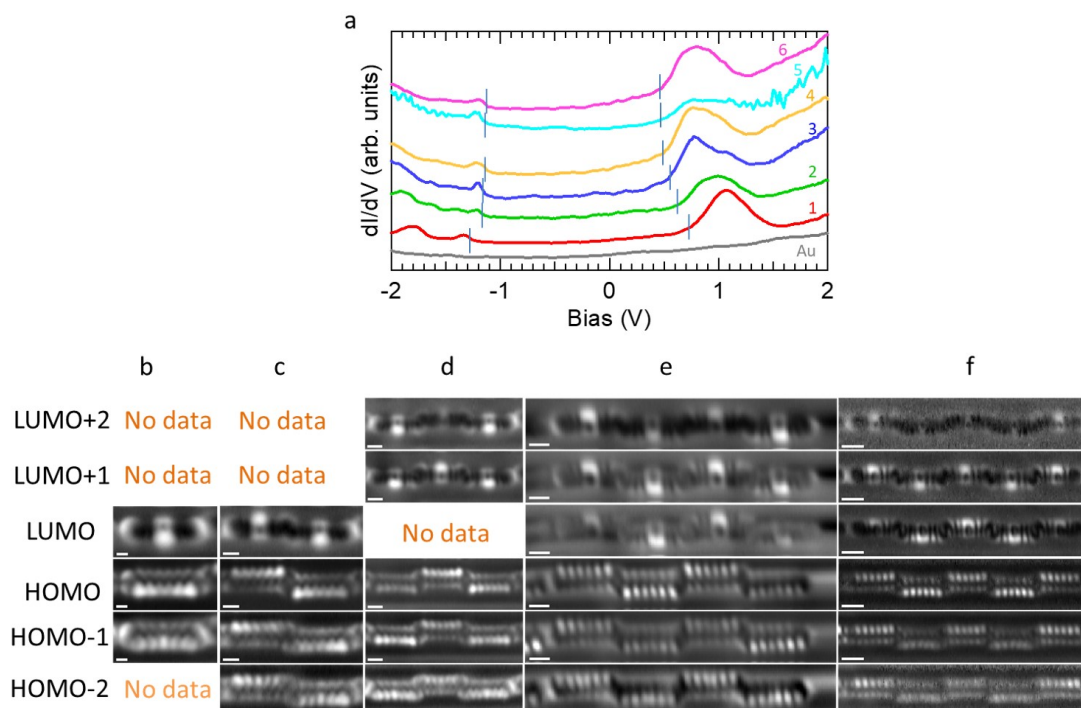 a
dI/dV (arb. units)
6
5
4
3
2
1
Au
-2 -1 0 1 2
Bias (V)
b c d e f
LUMO+2 No data No data
LUMO+1 No data No data
LUMO No data
HOMO
HOMO-1
HOMO-2 No data